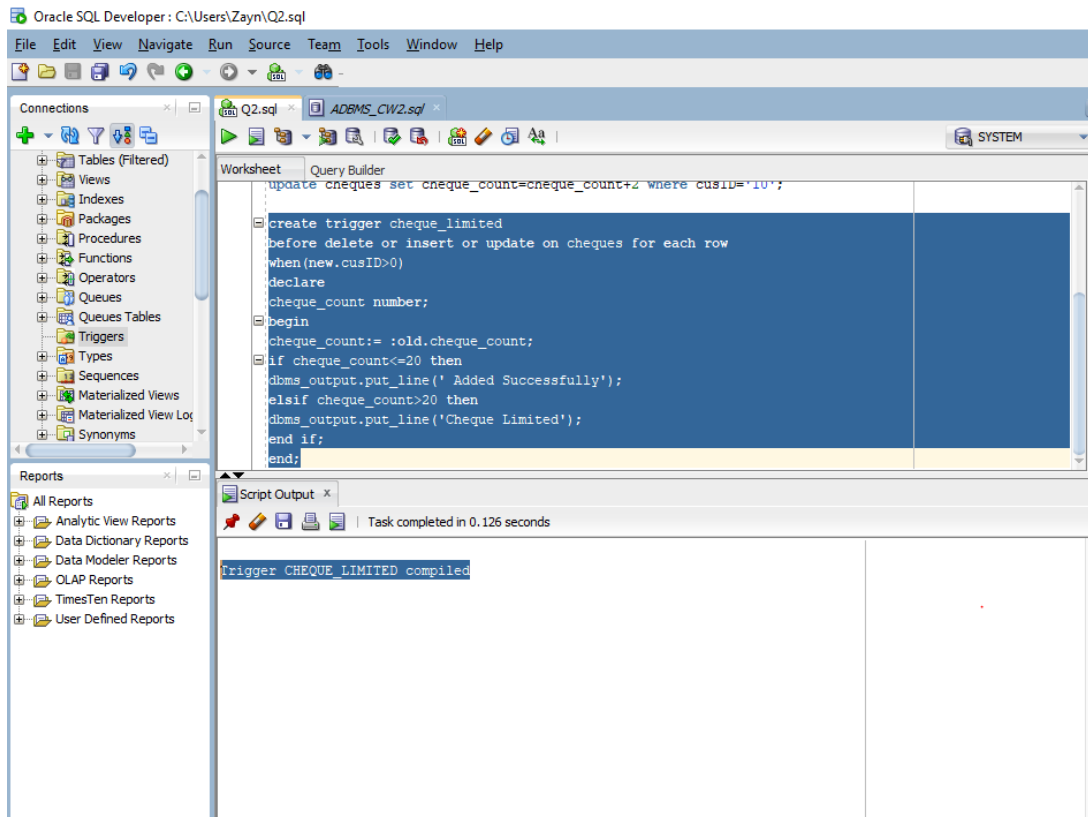 Oracle SQL Developer : C:\Users\Zayn\Q2.sql
File Edit View Navigate Run Source Team Tools Window Help
Connections
Tables (Filtered)
Views
Indexes
Packages
Procedures
Functions
Operators
Queues
Queues Tables
Triggers
Types
Sequences
Materialized Views
Materialized View Log
Synonyms
Reports
All Reports
Analytic View Reports
Data Dictionary Reports
Data Modeler Reports
OLAP Reports
TimesTen Reports
User Defined Reports
Q2.sql ADBMS_CW2.sql
SYSTEM
Worksheet Query Builder
update cheques set cheque_count=cheque_count+2 where cusID='10';
create trigger cheque_limited
before delete or insert or update on cheques for each row
when(new.cusID>0)
declare
cheque_count number;
begin
cheque_count:= :old.cheque_count;
if cheque_count<=20 then
dbms_output.put_line(' Added Successfully');
elsif cheque_count>20 then
dbms_output.put_line('Cheque Limited');
end if;
end;
Script Output
Task completed in 0.126 seconds
Trigger CHEQUE_LIMITED compiled